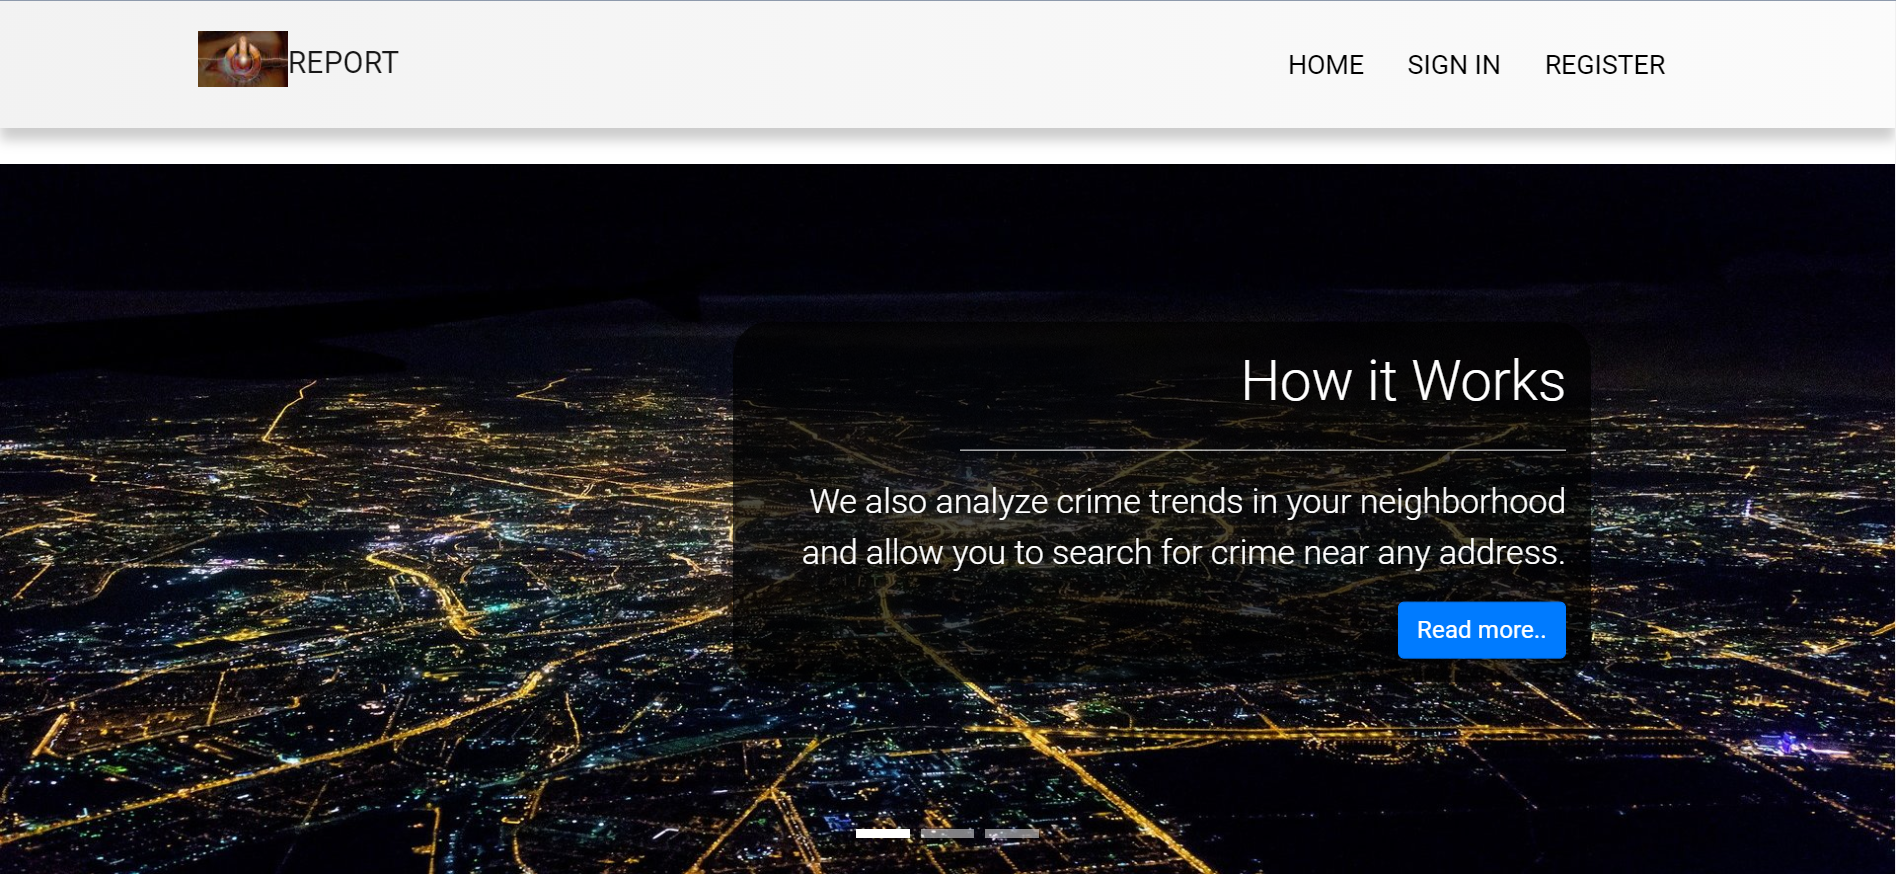 REPORT
HOME
SIGN IN
REGISTER
How it Works
We also analyze crime trends in your neighborhood
and allow you to search for crime near any address.
Read more..